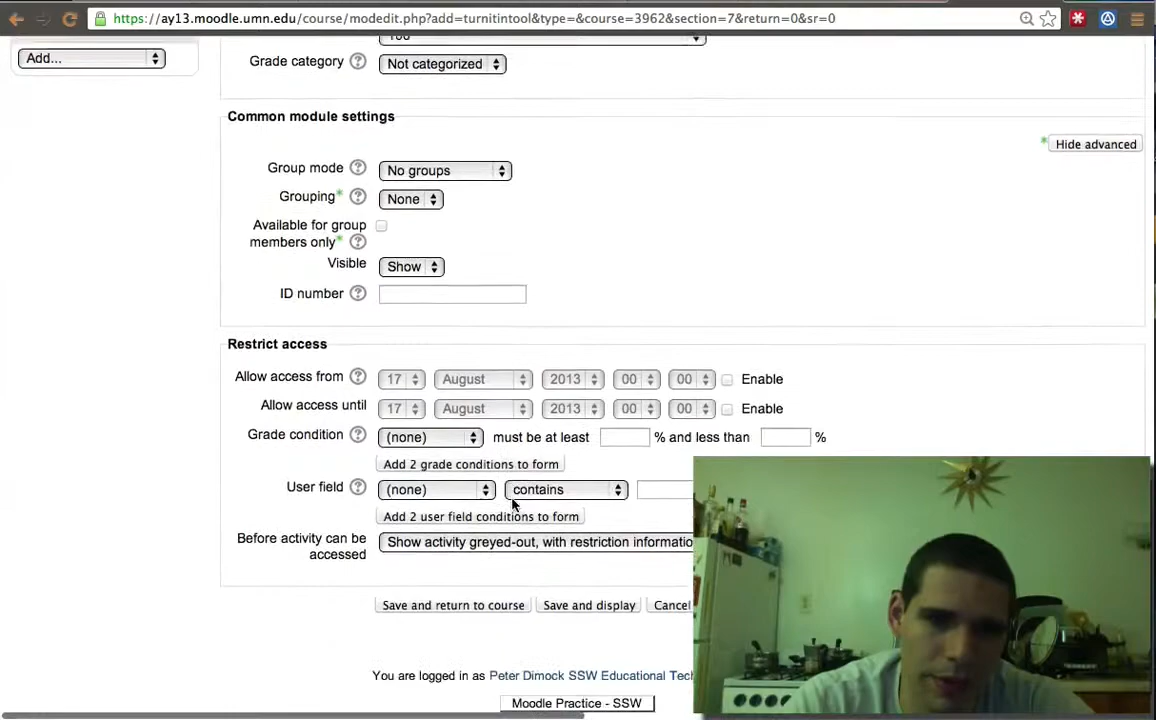 https://ay13.moodle.umn.edu/course/modedit.php?add=turnitintool&type=&course=3962&section=7&return=0&sr=0
Add...
100
Grade category ? Not categorized
Common module settings
* Hide advanced
Group mode ? No groups
Grouping* ? None
Available for group
members only* ?
Visible Show
ID number ?
Restrict access
Allow access from ? 17 August 2013 00 00 Enable
Allow access until 17 August 2013 00 00 Enable
Grade condition ? (none) must be at least % and less than %
Add 2 grade conditions to form
User field ? (none) contains
Add 2 user field conditions to form
Before activity can be
accessed
Show activity greyed-out, with restriction informatio
Save and return to course Save and display Cancel
You are logged in as Peter Dimock SSW Educational Tec
Moodle Practice - SSW